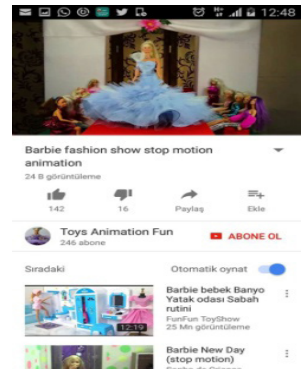 12:48
Barbie fashion show stop motion
animation
24 B görüntüleme
142 16 Paylaş Ekle
Toys Animation Fun
246 abone
ABONE OL
Sıradaki Otomatik oynat
Barbie bebek Banyo
Yatak odası Sabah
rutini
FunFun ToyShow
25 Mn görüntüleme
12:19
Barbie New Day
(stop motion)